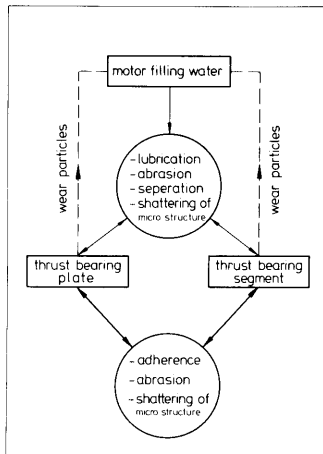 motor filling water
wear particles
wear particles
-lubrication
-abrasion
-seperation
-shattering of
micro structure
thrust bearing
plate
thrust bearing
segment
-adherence
-abrasion
-shattering of
micro structure